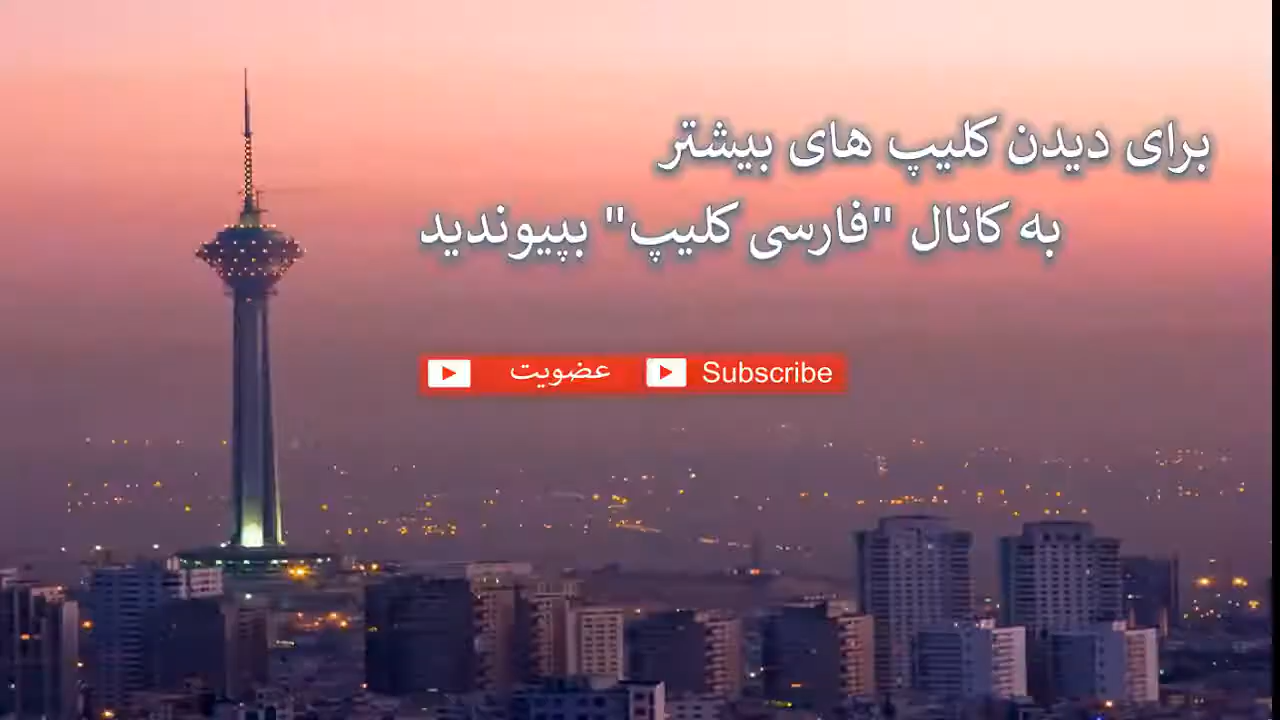 برای دیدن کلیپ های بیشتر
به کانال "فارسی کلیپ" بپیوندید
عضویت Subscribe